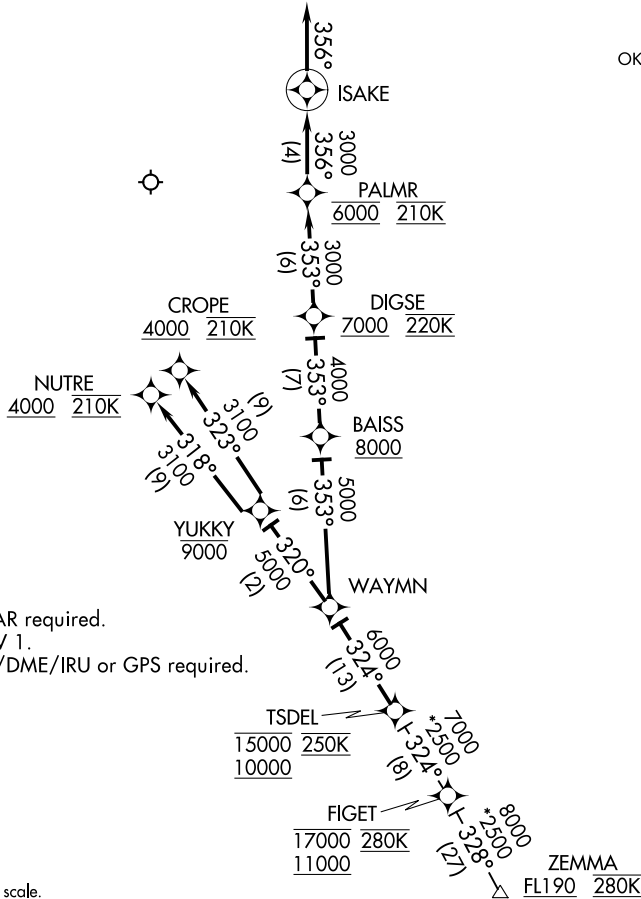 356°
OK
ISAKE
3000
356°
(4)
PALMR
6000 210K
3000
353°
(6)
CROPE
4000 210K
DIGSE
7000 220K
NUTRE
4000 210K
4000
353°
(7)
(9)
3100
323°
318°
3100
(9)
BAISS
8000
5000
353°
(6)
YUKKY
9000
320°
5000
(2)
WAYMN
AR required.
1.
/DME/IRU or GPS required.
6000
324°
(13)
TSDEL
15000 250K
10000
7000
*2500
324°
(8)
FIGET
17000 280K
11000
8000
*2500
328°
(27)
ZEMMA
FL190 280K
scale.